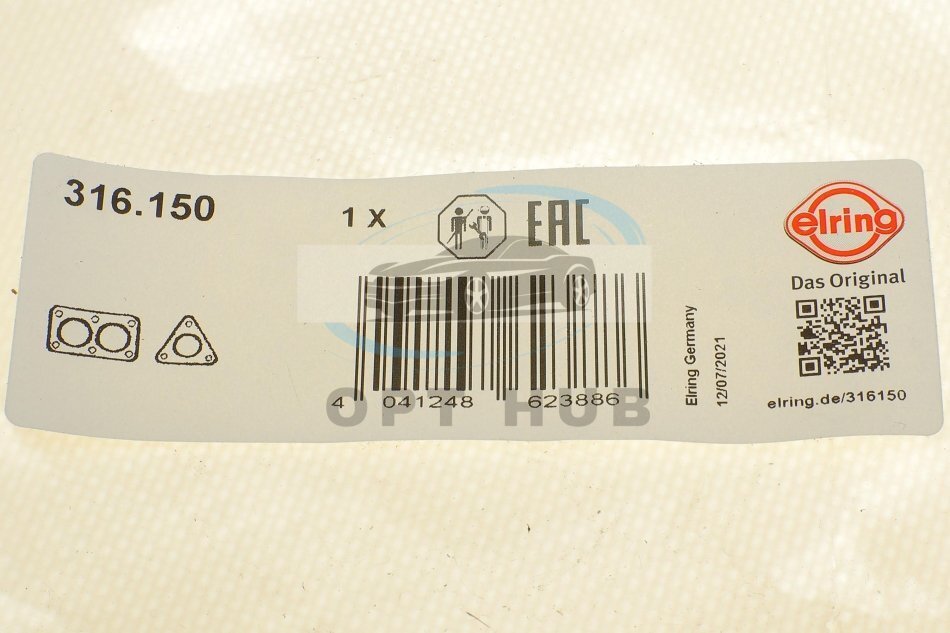 316.150
1 X
EAC
elring
Das Original
elring.de/316150
Elring Germany
12/07/2021
4 041248 623886
OPT HUB